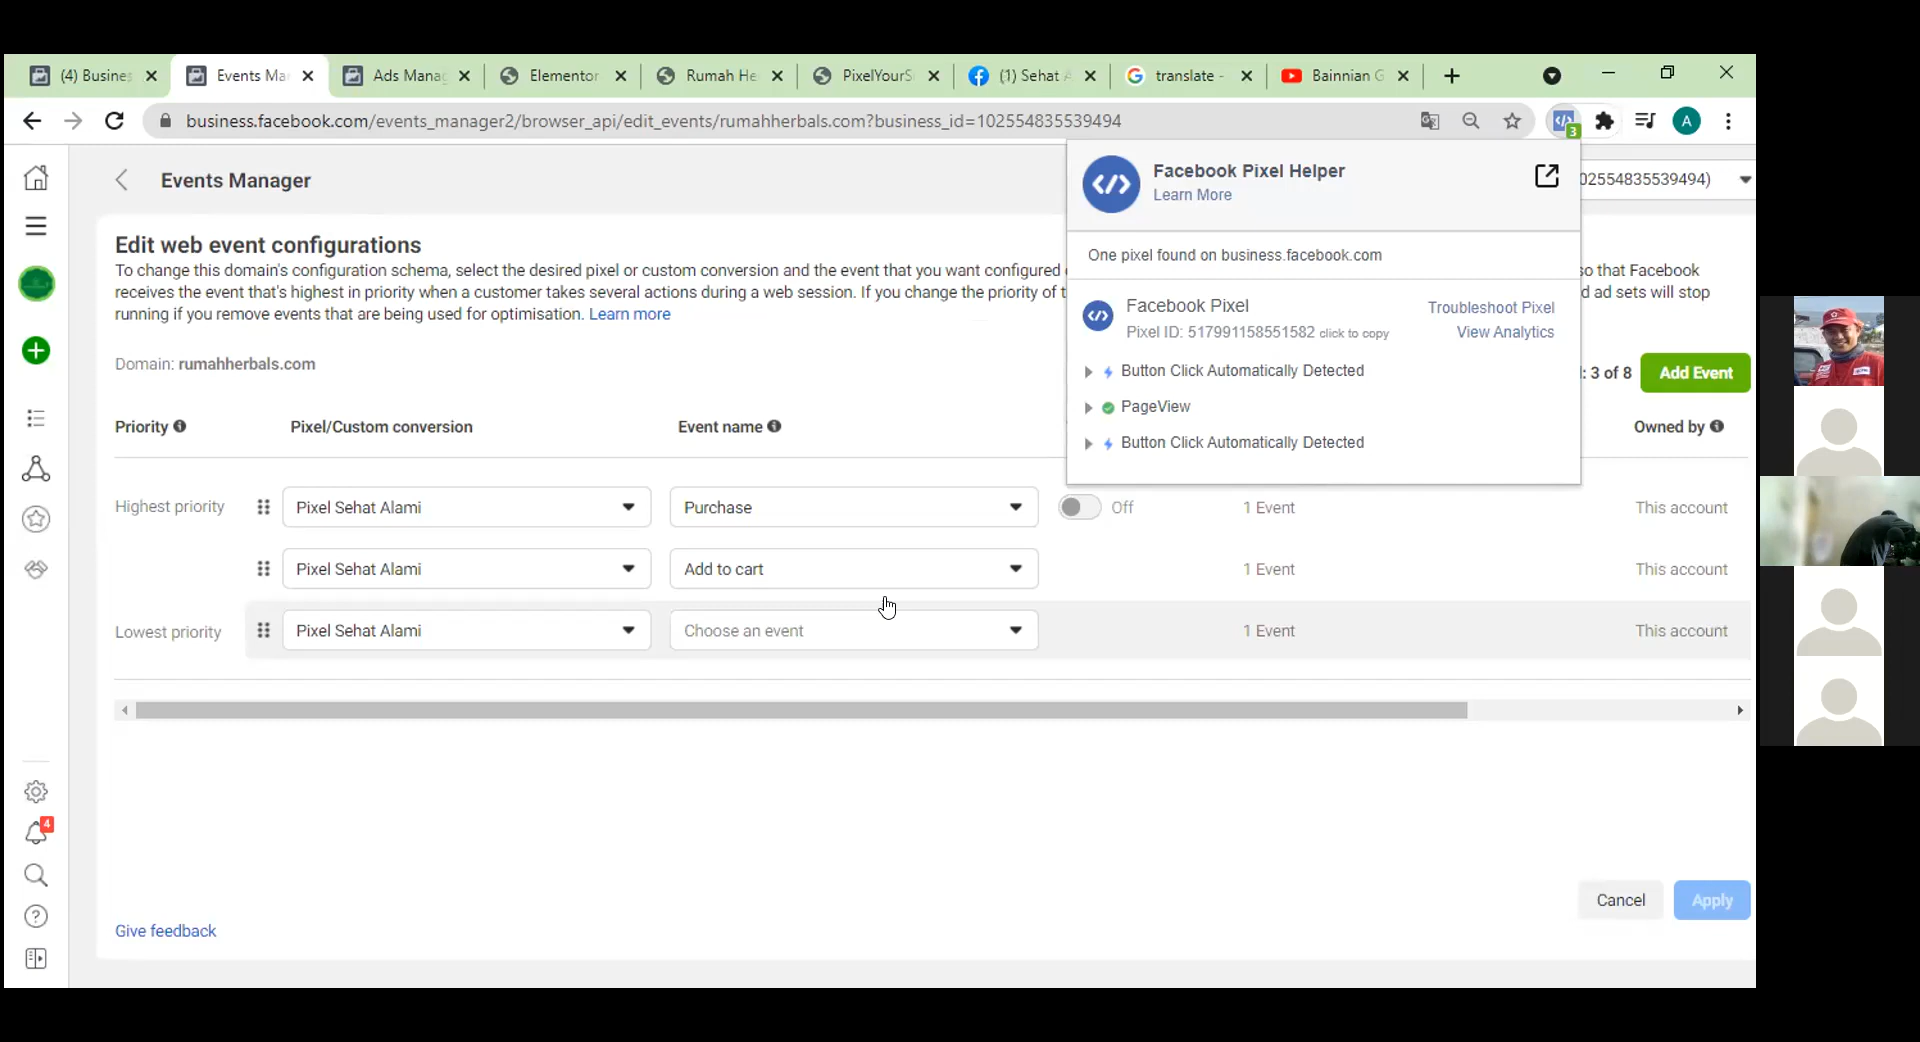 (4) Busines
Events Ma
Ads Manag
Elementor
Rumah He
PixelYourS
(1) Sehat A
translate -
Bainnian G
business.facebook.com/events_manager2/browser_api/edit_events/rumahherbals.com?business_id=102554835539494
3
A
Events Manager
02554835539494)
Facebook Pixel Helper
Learn More
One pixel found on business.facebook.com
Facebook Pixel
Troubleshoot Pixel
Pixel ID: 517991158551582 click to copy
View Analytics
Button Click Automatically Detected
PageView
Button Click Automatically Detected
Edit web event configurations
To change this domain's configuration schema, select the desired pixel or custom conversion and the event that you want configured
so that Facebook
receives the event that's highest in priority when a customer takes several actions during a web session. If you change the priority of
d ad sets will stop
running if you remove events that are being used for optimisation. Learn more
Domain: rumahherbals.com
: 3 of 8
Add Event
Priority
Pixel/Custom conversion
Event name
Owned by
Highest priority
Pixel Sehat Alami
Purchase
Off
1 Event
This account
Pixel Sehat Alami
Add to cart
1 Event
This account
Lowest priority
Pixel Sehat Alami
Choose an event
1 Event
This account
4
Cancel
Apply
Give feedback